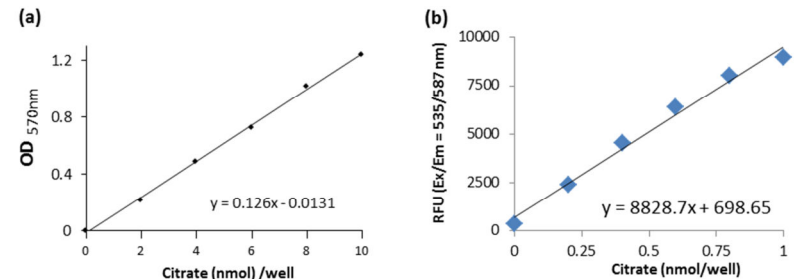 (a)
OD 570nm
1.2
0.8
0.4
0
y = 0.126x - 0.0131
0 2 4 6 8 10
Citrate (nmol) /well
(b)
RFU (Ex/Em = 535/587 nm)
10000
7500
5000
2500
0
y = 8828.7x + 698.65
0 0.25 0.5 0.75 1
Citrate (nmol/well)